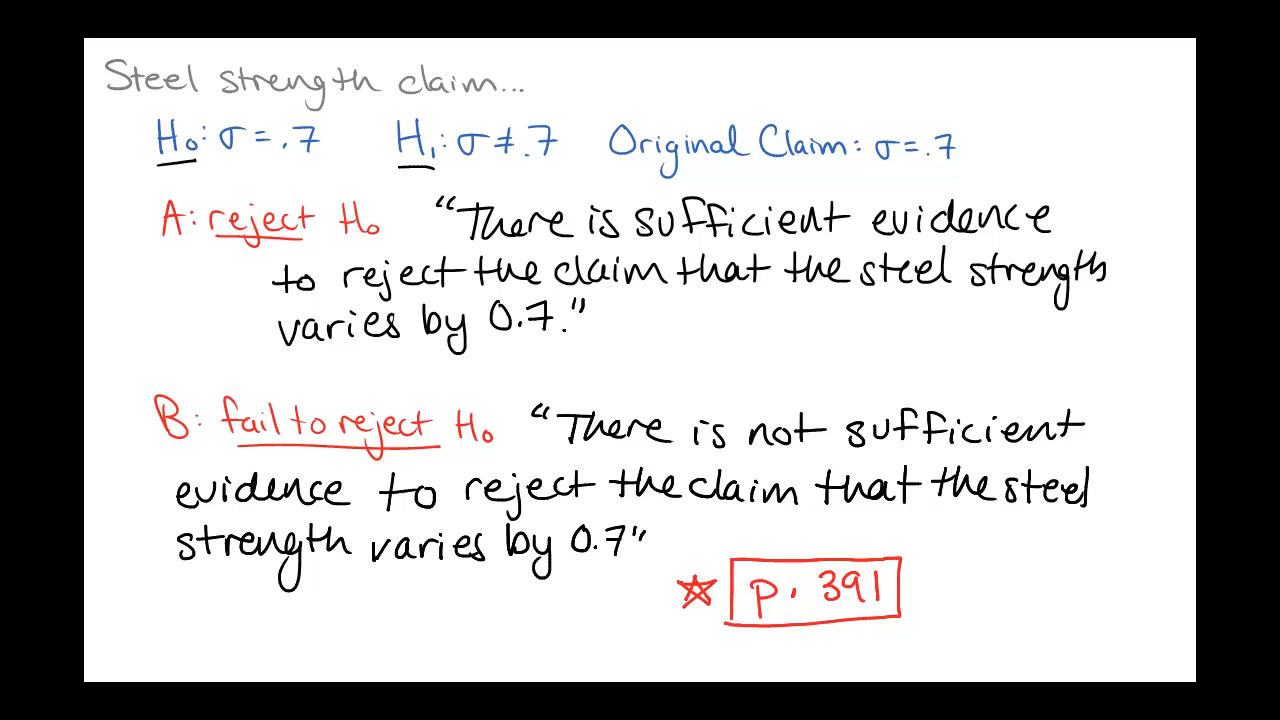 Steel strength claim...
H₀: σ = .7 H₁: σ ≠ .7 Original Claim: σ = .7
A: reject H₀ "There is sufficient evidence
to reject the claim that the steel strength
varies by 0.7."
B: fail to reject H₀ "There is not sufficient
evidence to reject the claim that the steel
strength varies by 0.7"
☆ p. 391